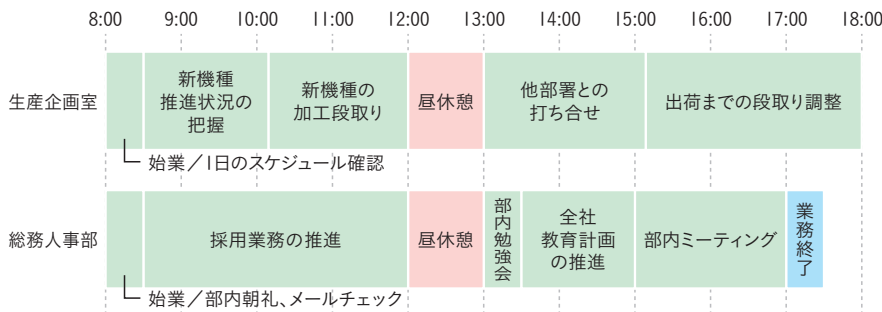 8:00 9:00 10:00 11:00 12:00 13:00 14:00 15:00 16:00 17:00 18:00
生産企画室
新機種
推進状況の
把握
新機種の
加工段取り
昼休憩
他部署との
打ち合せ
出荷までの段取り調整
始業／1日のスケジュール確認
総務人事部
採用業務の推進
昼休憩
部内勉強会
全社
教育計画
の推進
部内ミーティング
業務終了
始業／部内朝礼、メールチェック